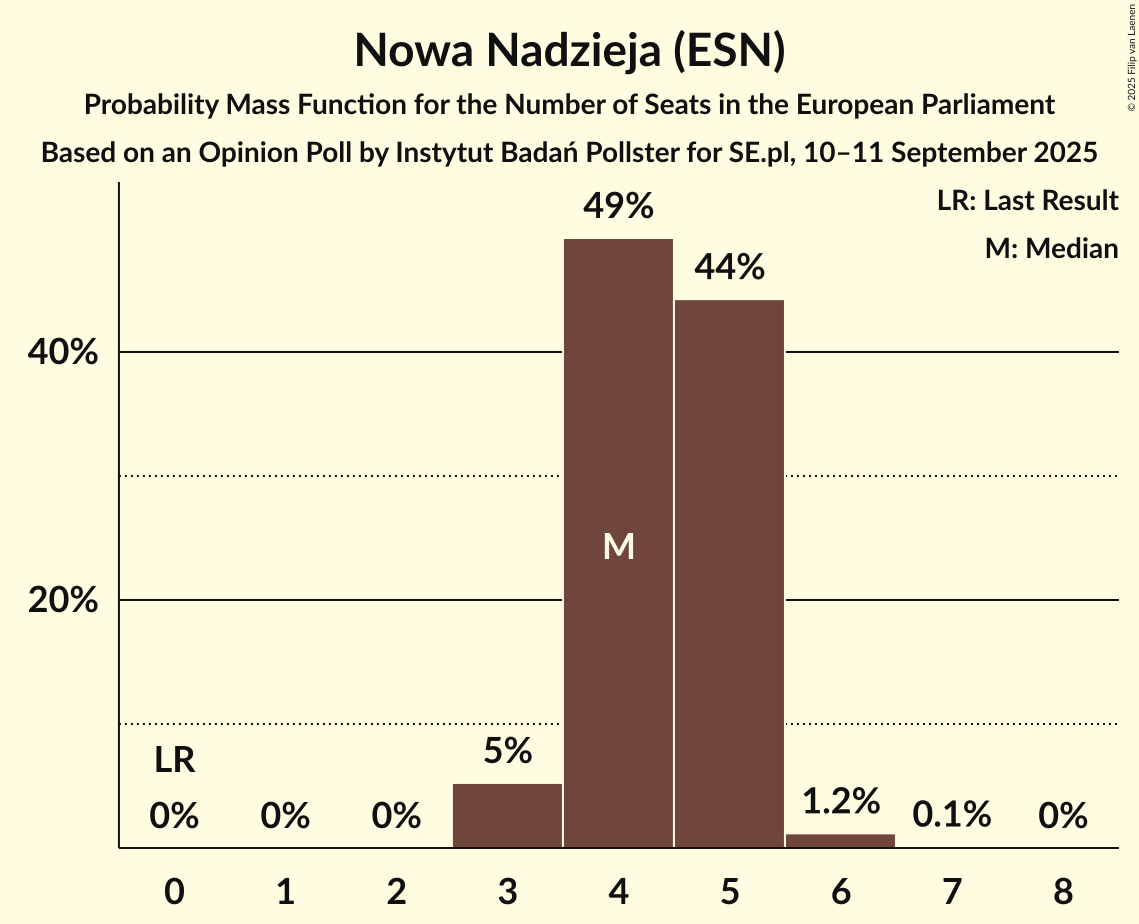 Nowa Nadzieja (ESN)
Probability Mass Function for the Number of Seats in the European Parliament
Based on an Opinion Poll by Instytut Badań Pollster for SE.pl, 10–11 September 2025
© 2025 Filip van Laenen
LR: Last Result
M: Median
49%
44%
40%
M
20%
LR
5%
0%
0%
0%
1.2%
0.1%
0%
0 1 2 3 4 5 6 7 8